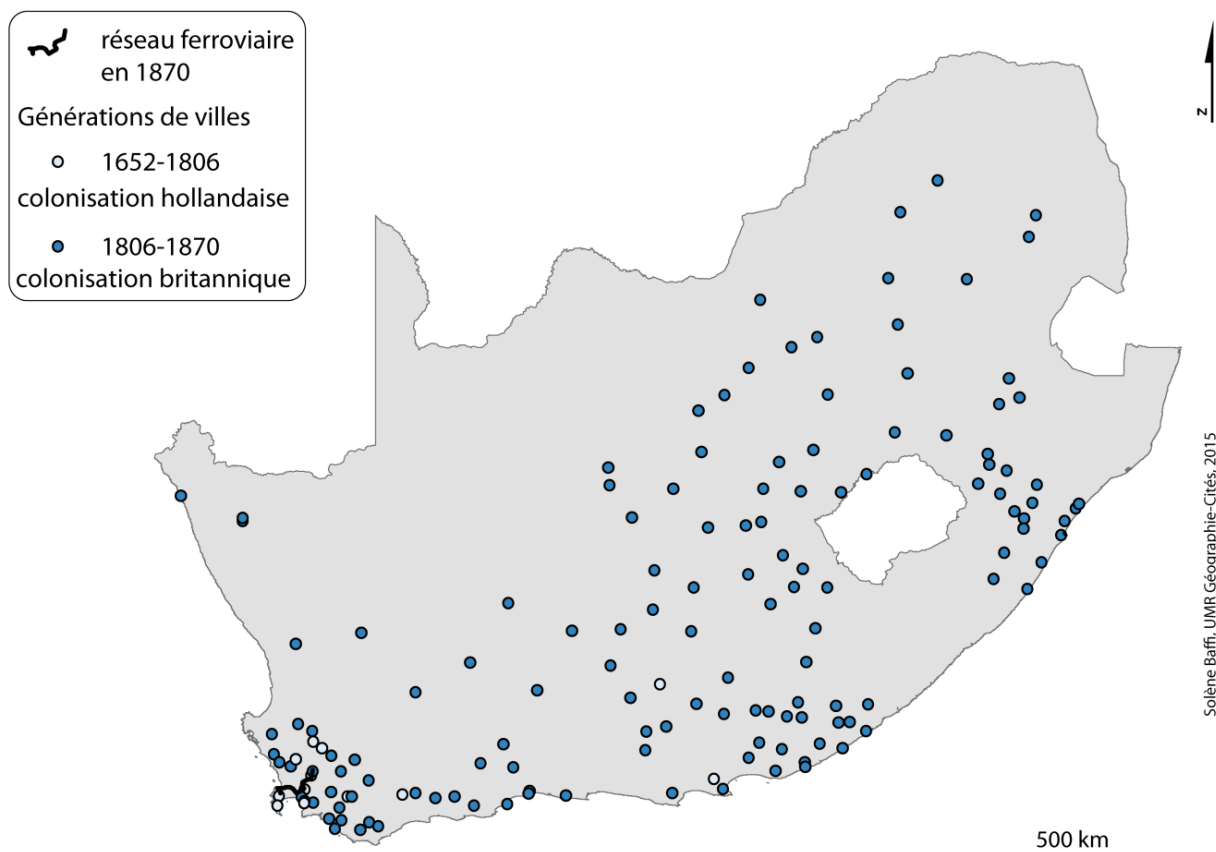 réseau ferroviaire
en 1870
Générations de villes
1652-1806
colonisation hollandaise
1806-1870
colonisation britannique
N
Solène Baffi, UMR Géographie-Cités, 2015
500 km